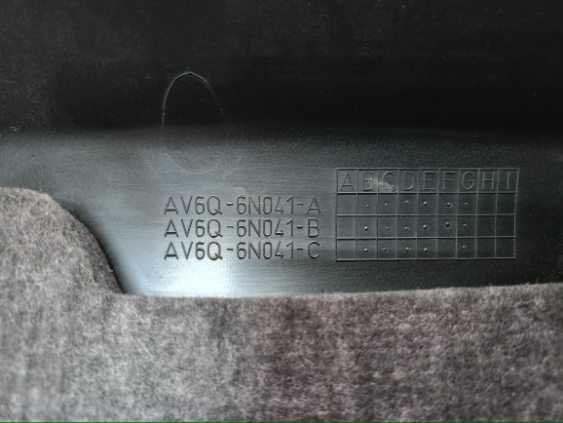 A B C D E F G H I
AV6Q-6N041-A
AV6Q-6N041-B
AV6Q-6N041-C